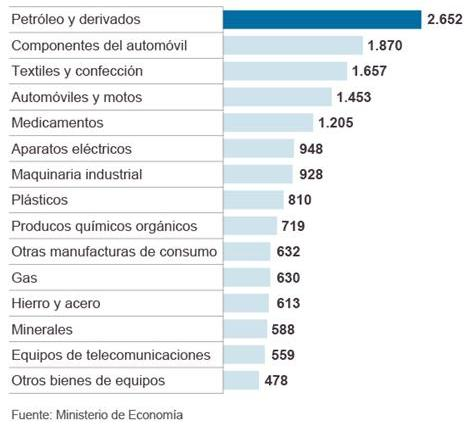 Petróleo y derivados 2.652
Componentes del automóvil 1.870
Textiles y confección 1.657
Automóviles y motos 1.453
Medicamentos 1.205
Aparatos eléctricos 948
Maquinaria industrial 928
Plásticos 810
Producos químicos orgánicos 719
Otras manufacturas de consumo 632
Gas 630
Hierro y acero 613
Minerales 588
Equipos de telecomunicaciones 559
Otros bienes de equipos 478
Fuente: Ministerio de Economía